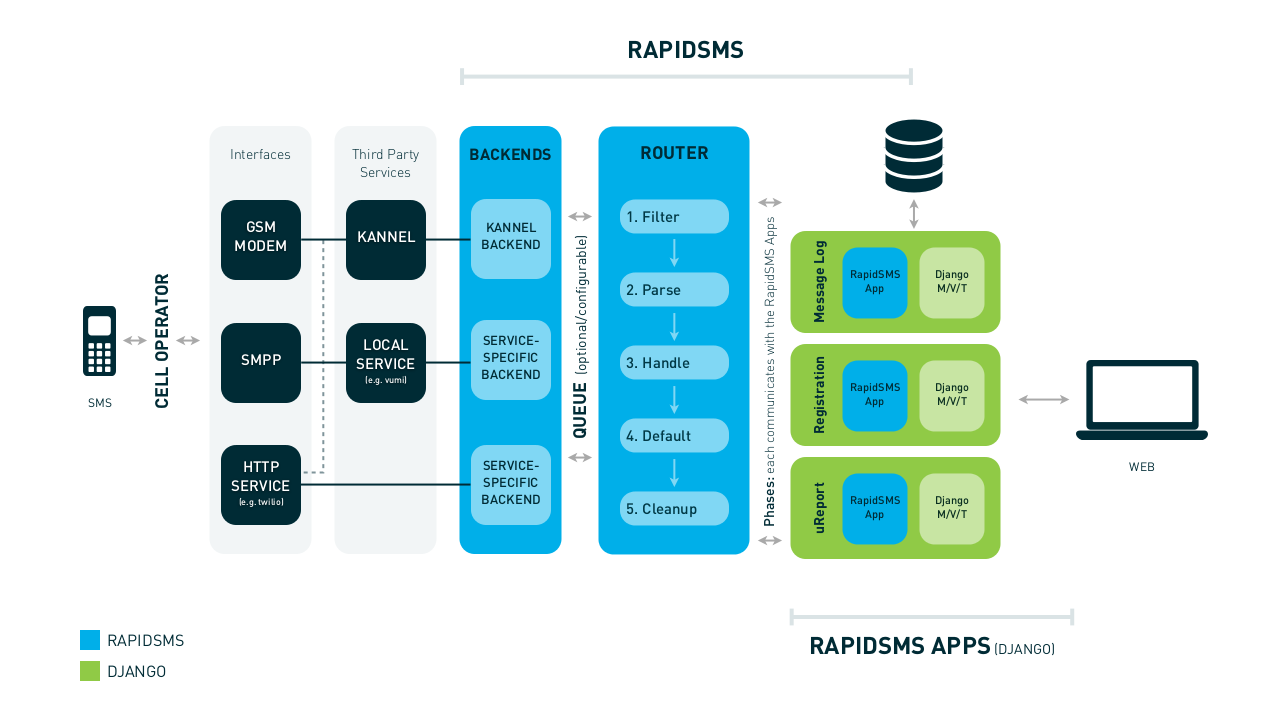 RAPIDSMS
Interfaces
Third Party
Services
BACKENDS
ROUTER
GSM
MODEM
KANNEL
KANNEL
BACKEND
SMPP
LOCAL
SERVICE
(e.g. vumi)
SERVICE-
SPECIFIC
BACKEND
HTTP
SERVICE
(e.g. twilio)
SERVICE-
SPECIFIC
BACKEND
SMS
CELL OPERATOR
QUEUE (optional/configurable)
1. Filter
2. Parse
3. Handle
4. Default
5. Cleanup
Phases: each communicates with the RapidSMS Apps
Message Log
RapidSMS
App
Django
M/V/T
Registration
RapidSMS
App
Django
M/V/T
uReport
RapidSMS
App
Django
M/V/T
WEB
RAPIDSMS APPS (DJANGO)
RAPIDSMS
DJANGO